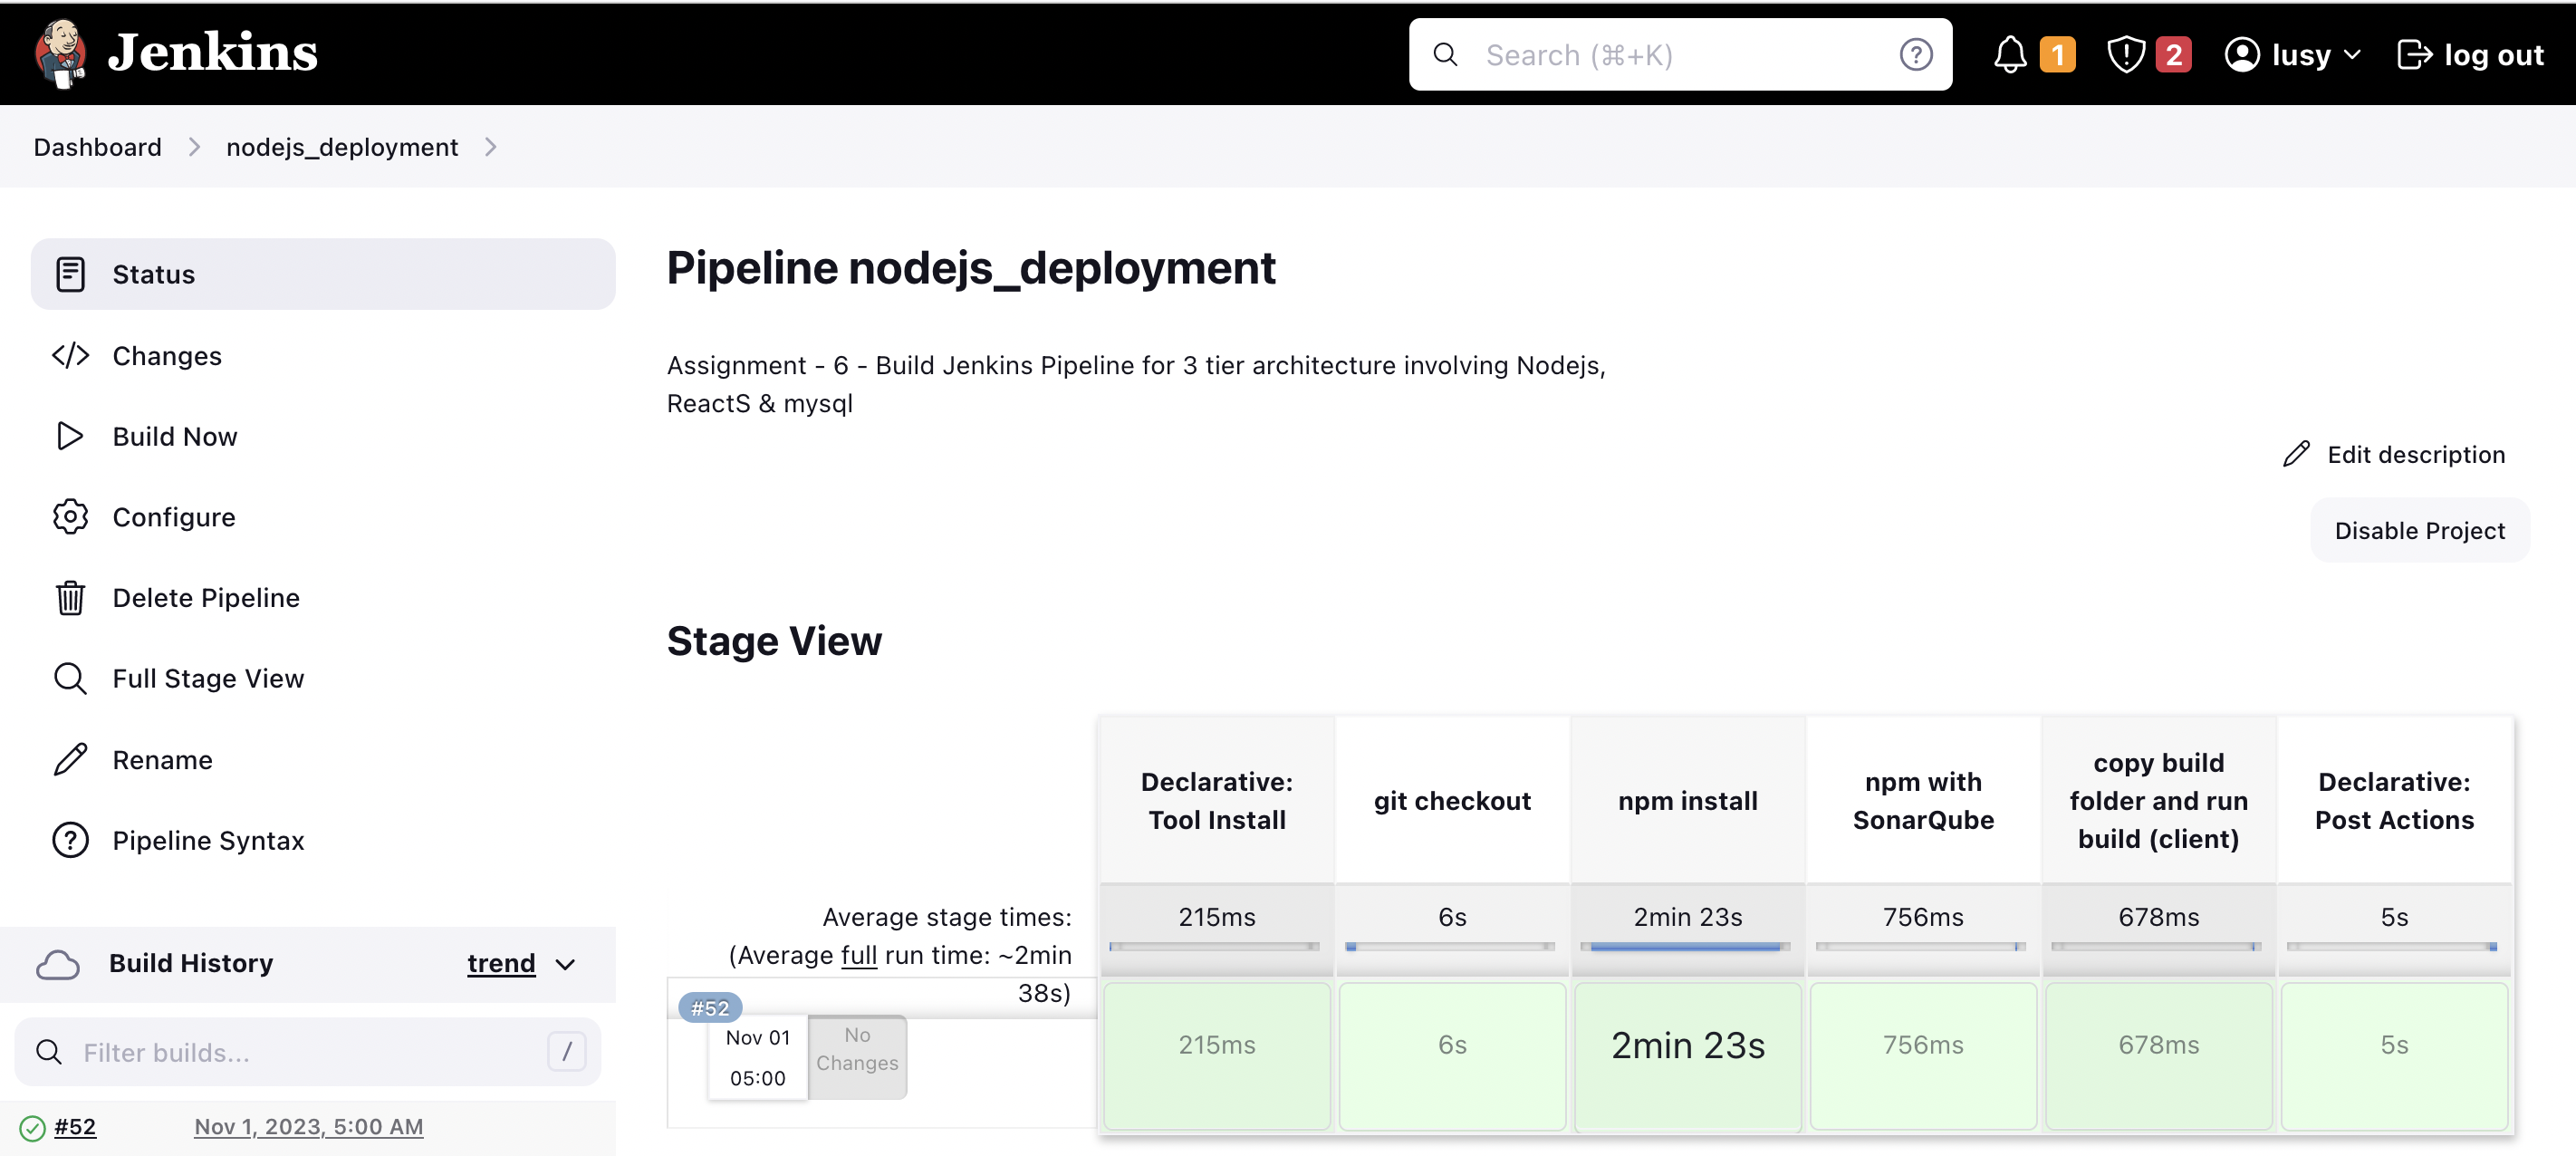 Jenkins
Search (⌘+K)
1
2
lusy
log out
Dashboard
nodejs_deployment
Status
Changes
Build Now
Configure
Delete Pipeline
Full Stage View
Rename
Pipeline Syntax
Build History
trend
Filter builds...
/
#52
Nov 1, 2023, 5:00 AM
Pipeline nodejs_deployment
Assignment - 6 - Build Jenkins Pipeline for 3 tier architecture involving Nodejs,
ReactS & mysql
Edit description
Disable Project
Stage View
Declarative:
Tool Install
git checkout
npm install
npm with
SonarQube
copy build
folder and run
build (client)
Declarative:
Post Actions
Average stage times:
(Average full run time: ~2min
38s)
215ms
6s
2min 23s
756ms
678ms
5s
#52
Nov 01
05:00
No
Changes
215ms
6s
2min 23s
756ms
678ms
5s